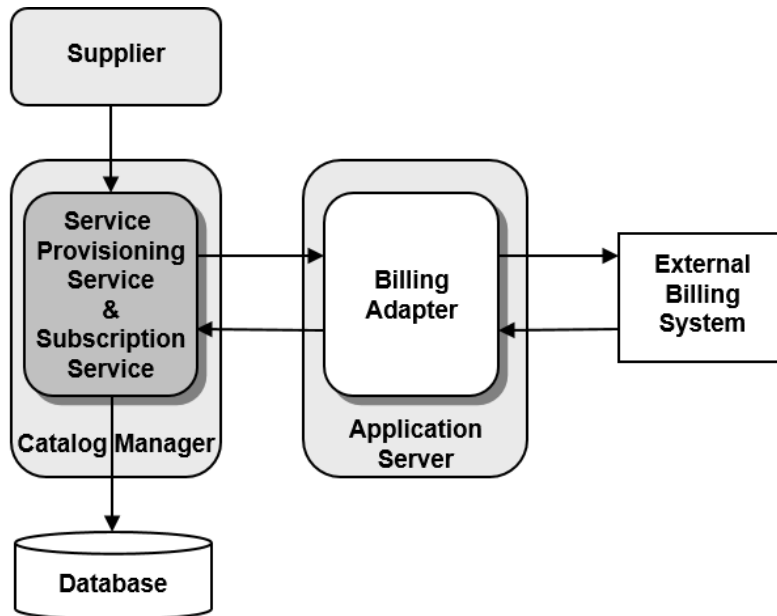 Supplier
Service
Provisioning
Service
&
Subscription
Service
Catalog Manager
Billing
Adapter
Application
Server
External
Billing
System
Database